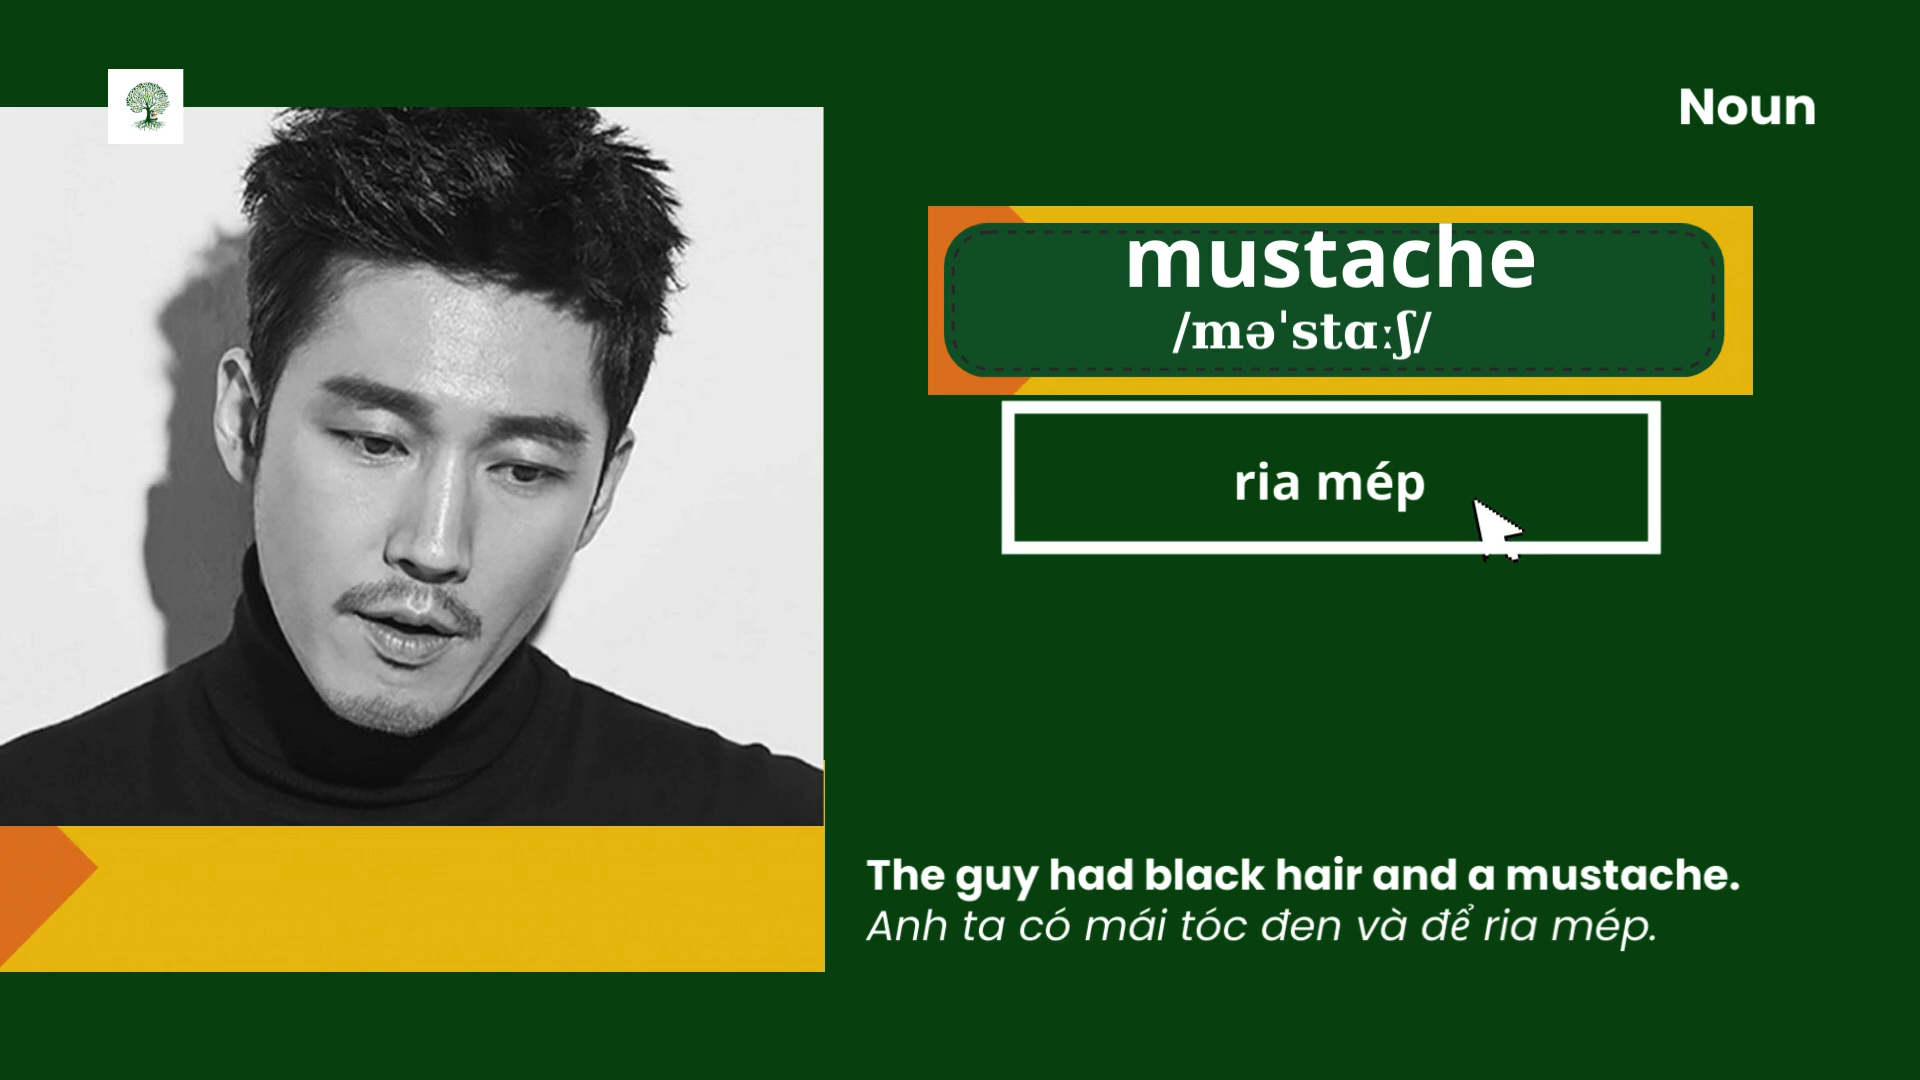 Noun
mustache
/məˈstɑːʃ/
ria mép
The guy had black hair and a mustache.
Anh ta có mái tóc đen và để ria mép.